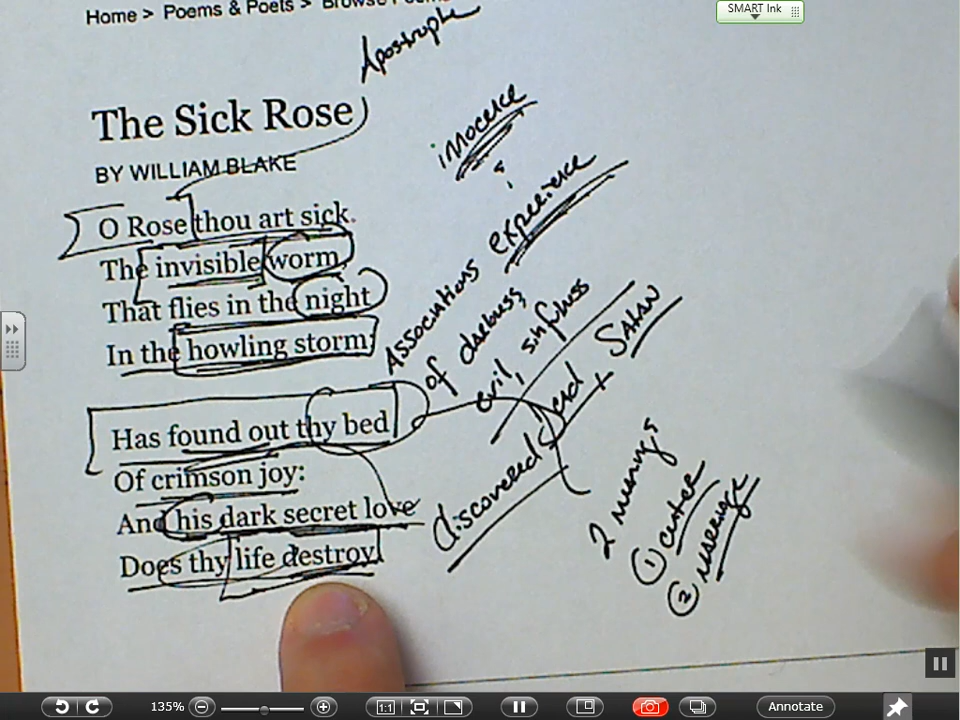 Home > Poems & Poets > Browse Poems
SMART Ink
Apostrophe
The Sick Rose
BY WILLIAM BLAKE
O Rose thou art sick.
The invisible worm,
That flies in the night
In the howling storm:
Has found out thy bed
Of crimson joy:
And his dark secret love
Does thy life destroy.
innocence
experience
Associations
of darkness,
evil, sinfulness
Satan
discovered
2
①
②
135%
1:1
Annotate